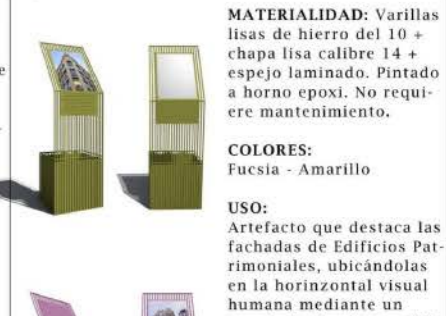 MATERIALIDAD: Varillas
lisas de hierro del 10 +
chapa lisa calibre 14 +
espejo laminado. Pintado
a horno epoxi. No requi-
ere mantenimiento.
COLORES:
Fucsia - Amarillo
USO:
Artefacto que destaca las
fachadas de Edificios Pat-
rimoniales, ubicándolas
en la horinzontal visual
humana mediante un